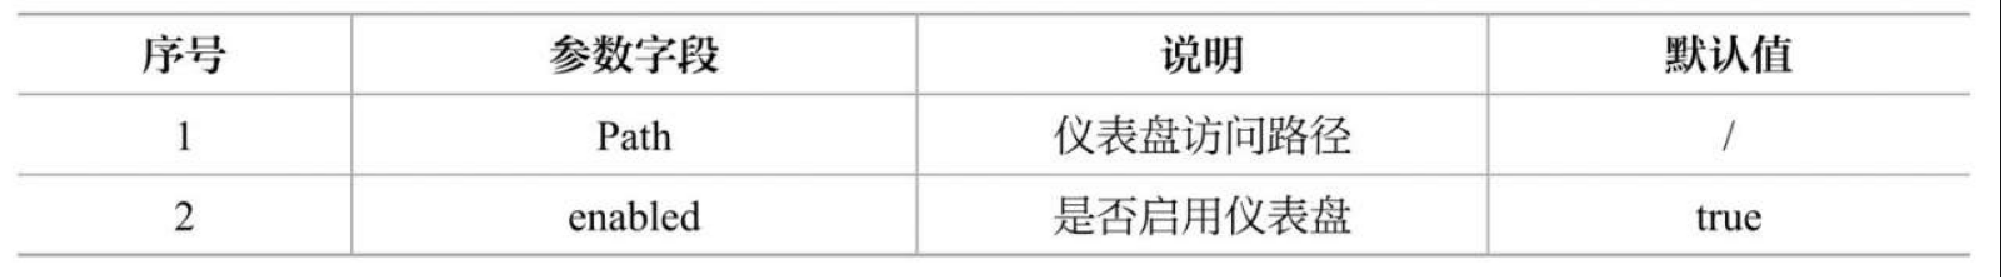 序号 参数字段 说明 默认值
1 Path 仪表盘访问路径 /
2 enabled 是否启用仪表盘 true